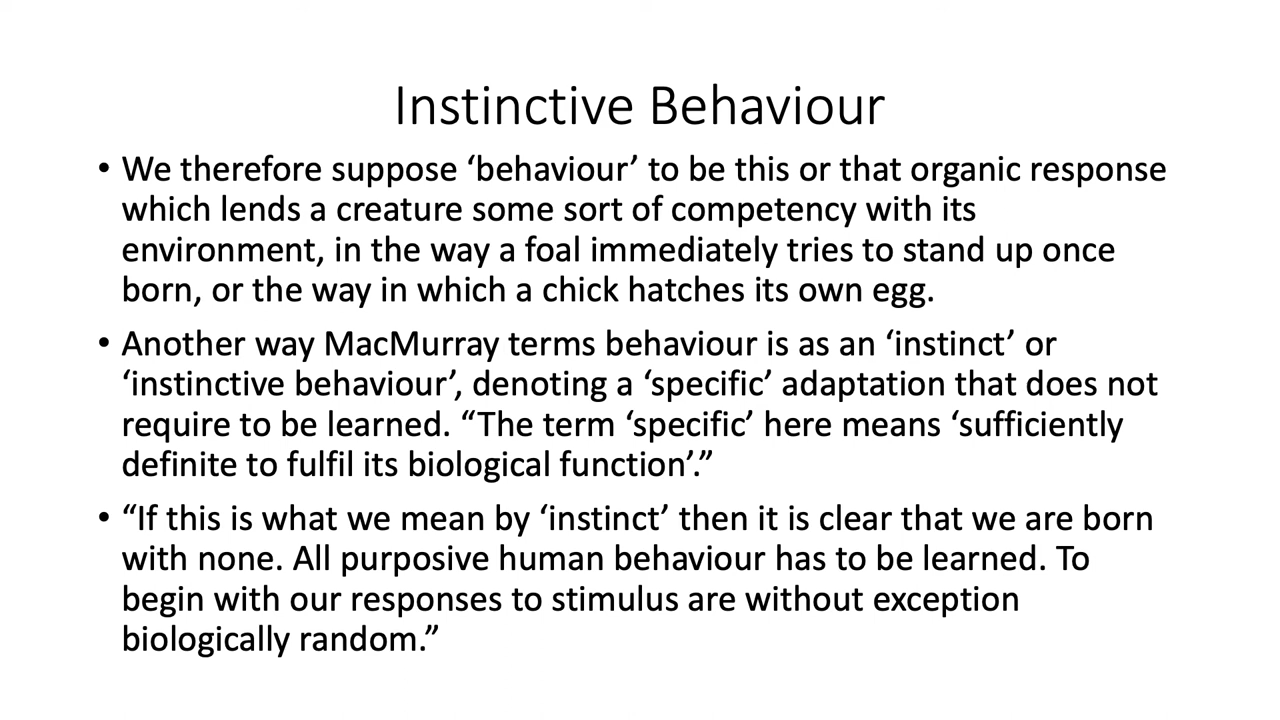 Instinctive Behaviour
• We therefore suppose ‘behaviour’ to be this or that organic response
which lends a creature some sort of competency with its
environment, in the way a foal immediately tries to stand up once
born, or the way in which a chick hatches its own egg.
• Another way MacMurray terms behaviour is as an ‘instinct’ or
‘instinctive behaviour’, denoting a ‘specific’ adaptation that does not
require to be learned. “The term ‘specific’ here means ‘sufficiently
definite to fulfil its biological function’.”
• “If this is what we mean by ‘instinct’ then it is clear that we are born
with none. All purposive human behaviour has to be learned. To
begin with our responses to stimulus are without exception
biologically random.”